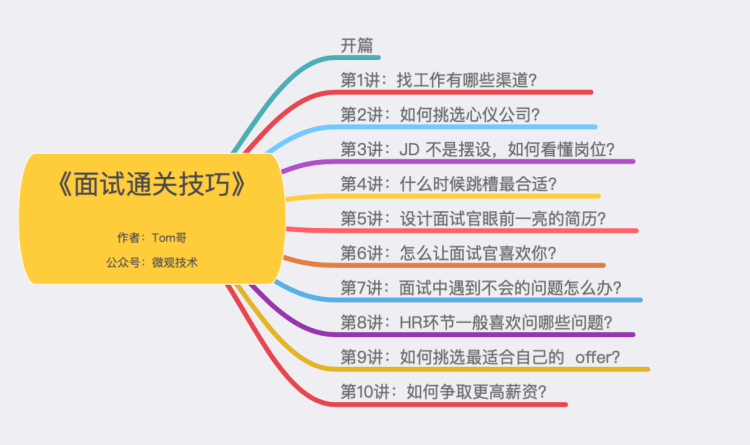 《面试通关技巧》
作者：Tom哥
公众号：微观技术
开篇
第1讲：找工作有哪些渠道？
第2讲：如何挑选心仪公司？
第3讲：JD 不是摆设，如何看懂岗位？
第4讲：什么时候跳槽最合适？
第5讲：设计面试官眼前一亮的简历？
第6讲：怎么让面试官喜欢你？
第7讲：面试中遇到不会的问题怎么办？
第8讲：HR环节一般喜欢问哪些问题？
第9讲：如何挑选最适合自己的 offer？
第10讲：如何争取更高薪资？